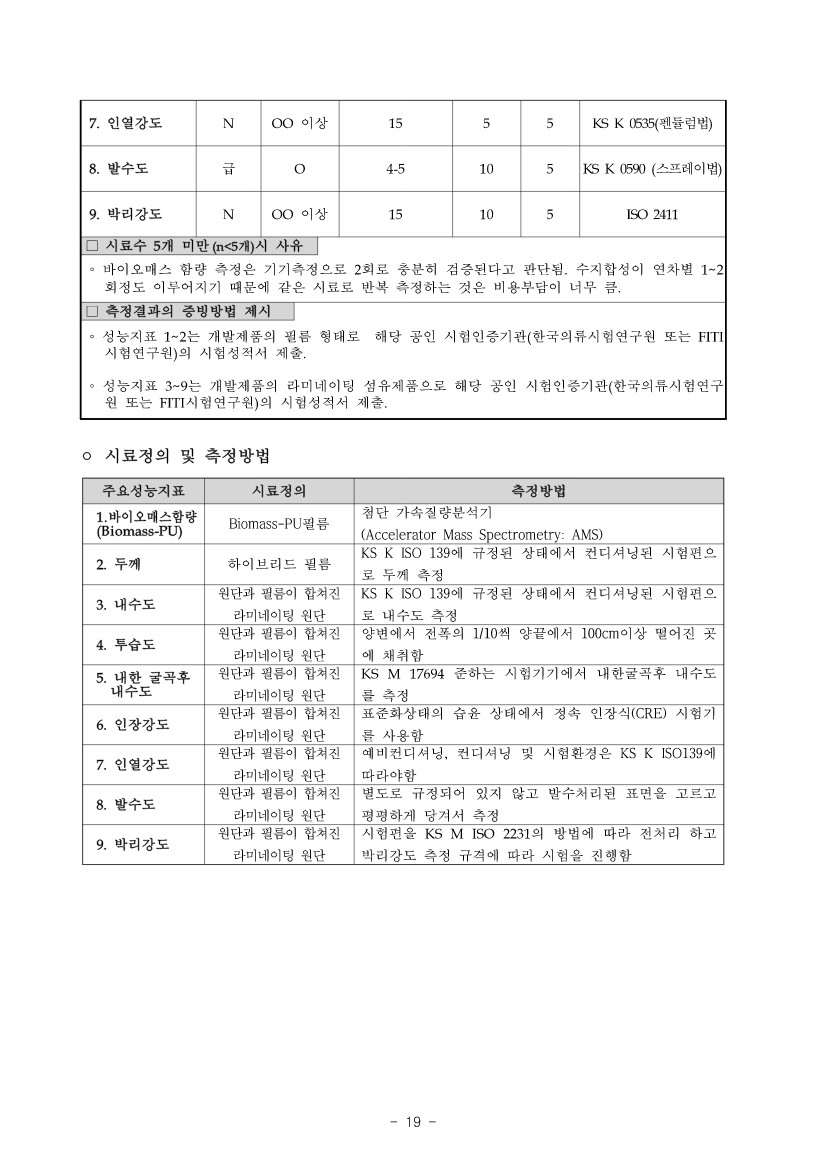 7. 인열강도 N OO 이상 15 5 5 KS K 0535(펜듈럼법)
8. 발수도 급 O 4-5 10 5 KS K 0590 (스프레이법)
9. 박리강도 N OO 이상 15 10 5 ISO 2411
□ 시료수 5개 미만(n<5개)시 사유
◦ 바이오매스 함량 측정은 기기측정으로 2회로 충분히 검증된다고 판단됨. 수지합성이 연차별 1~2
회정도 이루어지기 때문에 같은 시료로 반복 측정하는 것은 비용부담이 너무 큼.
□ 측정결과의 증빙방법 제시
◦ 성능지표 1~2는 개발제품의 필름 형태로 해당 공인 시험인증기관(한국의류시험연구원 또는 FITI
시험연구원)의 시험성적서 제출.
◦ 성능지표 3~9는 개발제품의 라미네이팅 섬유제품으로 해당 공인 시험인증기관(한국의류시험연구
원 또는 FITI시험연구원)의 시험성적서 제출.
○ 시료정의 및 측정방법
주요성능지표 시료정의 측정방법
1.바이오매스함량
(Biomass-PU)
Biomass-PU필름
첨단 가속질량분석기
(Accelerator Mass Spectrometry: AMS)
2. 두께
하이브리드 필름
KS K ISO 139에 규정된 상태에서 컨디셔닝된 시험편으
로 두께 측정
3. 내수도
원단과 필름이 합쳐진
라미네이팅 원단
KS K ISO 139에 규정된 상태에서 컨디셔닝된 시험편으
로 내수도 측정
4. 투습도
원단과 필름이 합쳐진
라미네이팅 원단
양변에서 전폭의 1/10씩 양끝에서 100cm이상 떨어진 곳
에 채취함
5. 내한 굴곡후
내수도
원단과 필름이 합쳐진
라미네이팅 원단
KS M 17694 준하는 시험기기에서 내한굴곡후 내수도
를 측정
6. 인장강도
원단과 필름이 합쳐진
라미네이팅 원단
표준화상태의 습윤 상태에서 정속 인장식(CRE) 시험기
를 사용함
7. 인열강도
원단과 필름이 합쳐진
라미네이팅 원단
예비컨디셔닝, 컨디셔닝 및 시험환경은 KS K ISO139에
따라야함
8. 발수도
원단과 필름이 합쳐진
라미네이팅 원단
별도로 규정되어 있지 않고 발수처리된 표면을 고르고
평평하게 당겨서 측정
9. 박리강도
원단과 필름이 합쳐진
라미네이팅 원단
시험편을 KS M ISO 2231의 방법에 따라 전처리 하고
박리강도 측정 규격에 따라 시험을 진행함
- 19 -